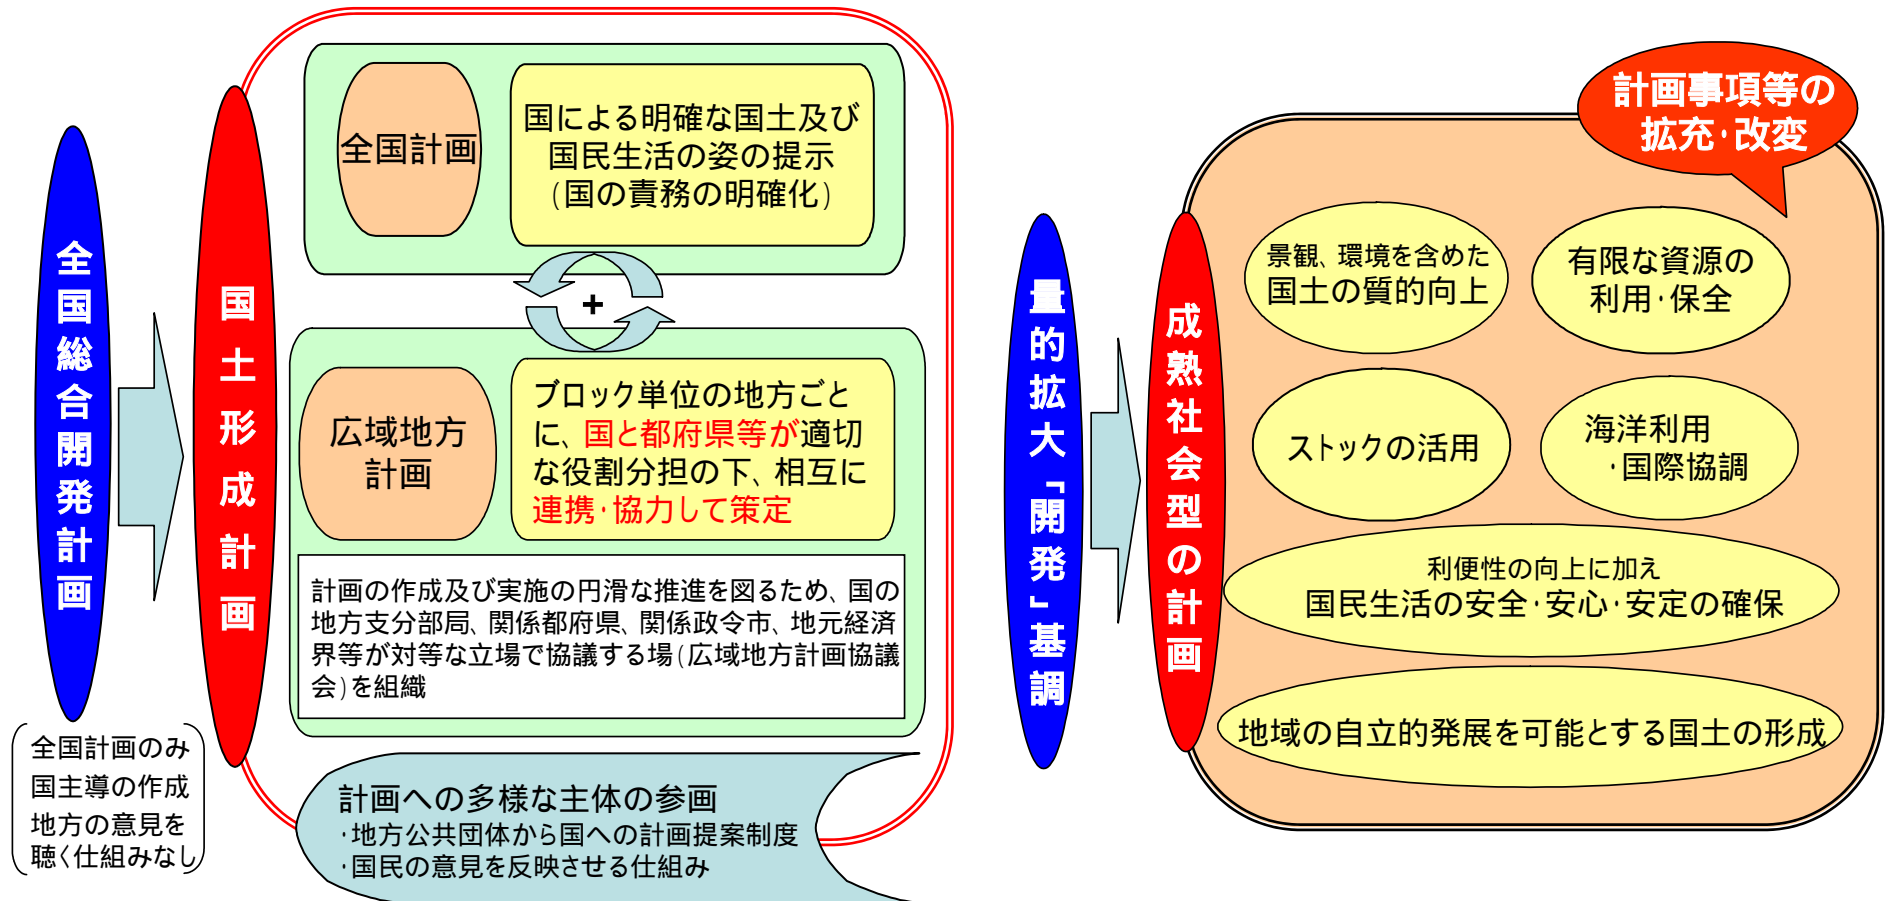 全国総合開発計画
全国計画のみ
国主導の作成
地方の意見を
聴く仕組みなし
国土形成計画
全国計画
国による明確な国土及び
国民生活の姿の提示
(国の責務の明確化)
+
広域地方
計画
ブロック単位の地方ごと
に、国と都府県等が適切
な役割分担の下、相互に
連携・協力して策定
計画の作成及び実施の円滑な推進を図るため、国の
地方支分部局、関係都府県、関係政令市、地元経済
界等が対等な立場で協議する場(広域地方計画協議
会)を組織
計画への多様な主体の参画
・地方公共団体から国への計画提案制度
・国民の意見を反映させる仕組み
量的拡大「開発」基調
成熟社会型の計画
計画事項等の
拡充・改変
景観、環境を含めた
国土の質的向上
有限な資源の
利用・保全
ストックの活用
海洋利用
・国際協調
利便性の向上に加え
国民生活の安全・安心・安定の確保
地域の自立的発展を可能とする国土の形成